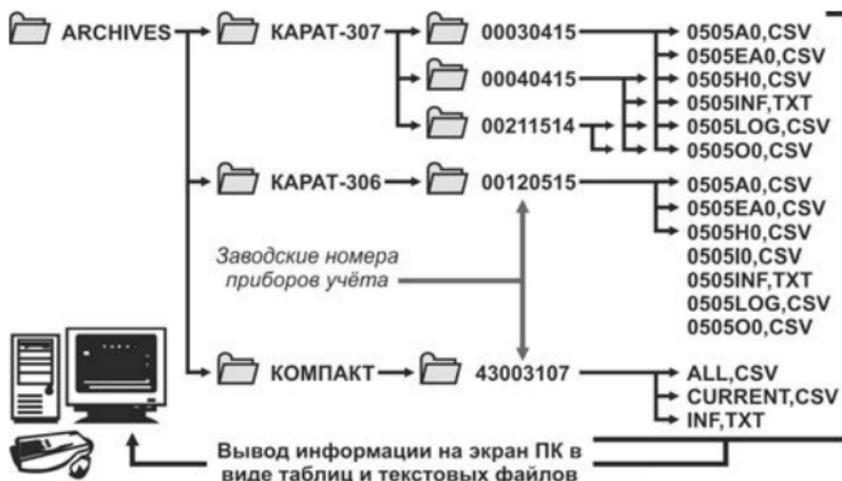 ARCHIVES
КАРАТ-307
00030415
0505A0,CSV
0505EA0,CSV
00040415
0505H0,CSV
0505INF,TXT
00211514
0505LOG,CSV
0505O0,CSV
КАРАТ-306
00120515
0505A0,CSV
0505EA0,CSV
0505H0,CSV
0505I0,CSV
0505INF,TXT
0505LOG,CSV
0505O0,CSV
Заводские номера
приборов учёта
КОМПАКТ
43003107
ALL,CSV
CURRENT,CSV
INF,TXT
Вывод информации на экран ПК в
виде таблиц и текстовых файлов